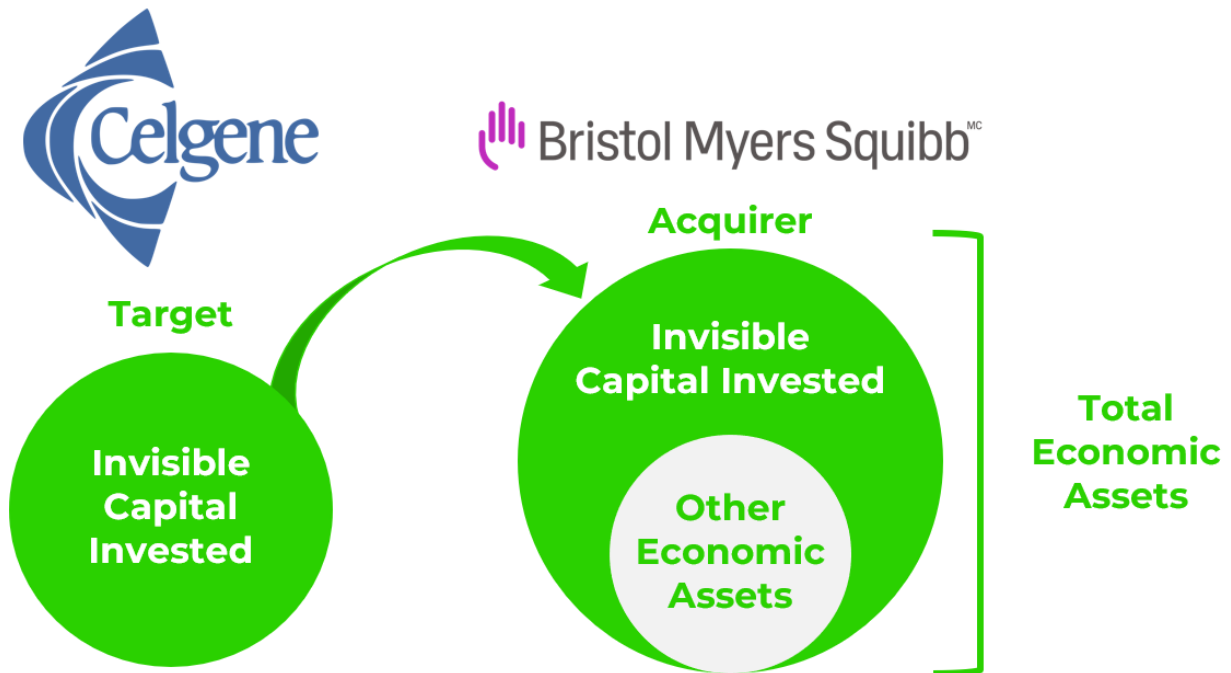 Celgene
Bristol Myers Squibb MC
Acquirer
Target
Invisible
Capital
Invested
Invisible
Capital Invested
Other
Economic
Assets
Total
Economic
Assets